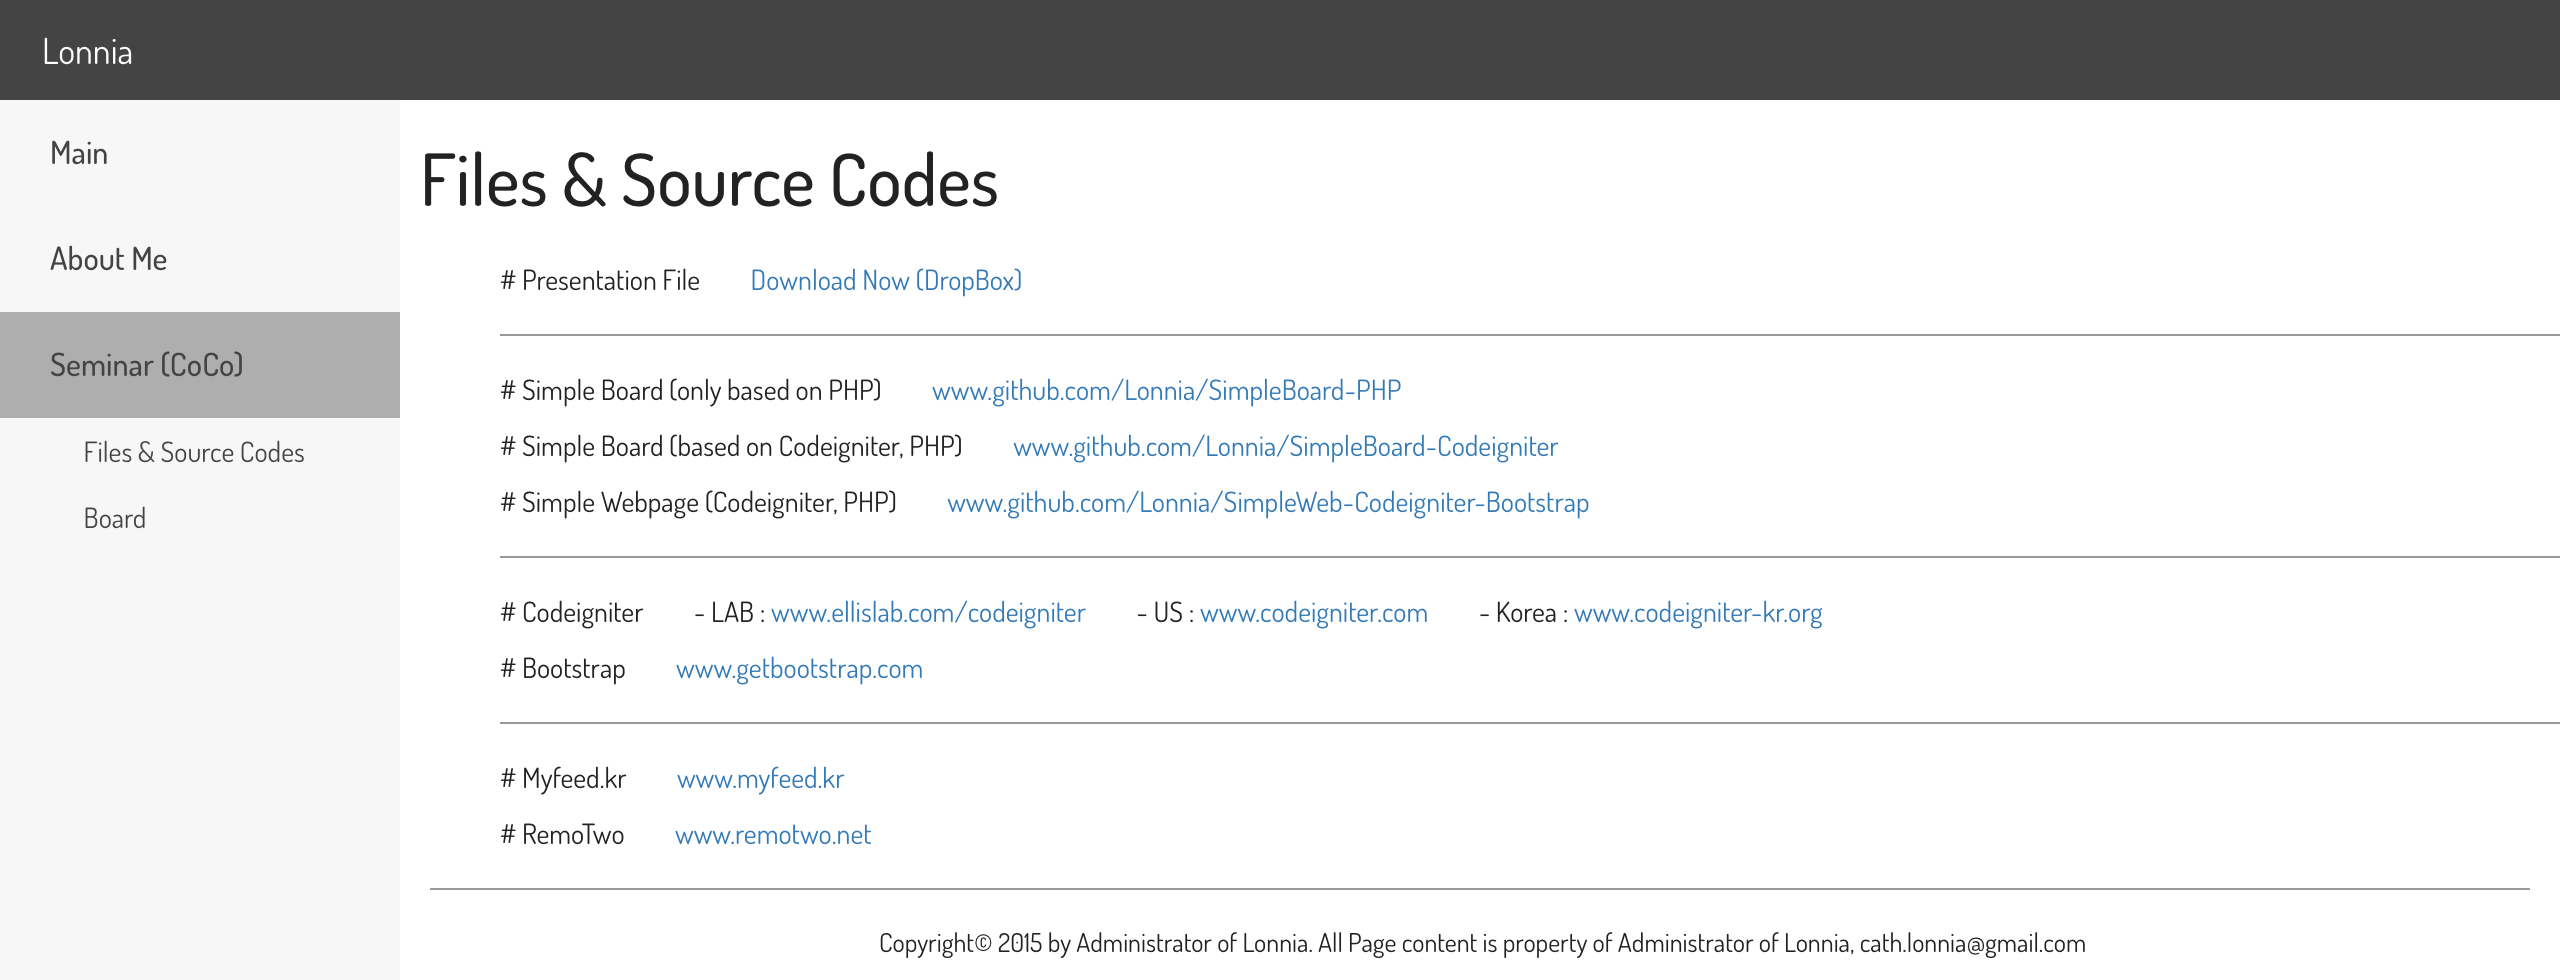 Lonnia
Main
About Me
Seminar (CoCo)
Files & Source Codes
Board
Files & Source Codes
# Presentation File Download Now (DropBox)
# Simple Board (only based on PHP) www.github.com/Lonnia/SimpleBoard-PHP
# Simple Board (based on Codeigniter, PHP) www.github.com/Lonnia/SimpleBoard-Codeigniter
# Simple Webpage (Codeigniter, PHP) www.github.com/Lonnia/SimpleWeb-Codeigniter-Bootstrap
# Codeigniter - LAB : www.ellislab.com/codeigniter - US : www.codeigniter.com - Korea : www.codeigniter-kr.org
# Bootstrap www.getbootstrap.com
# Myfeed.kr www.myfeed.kr
# RemoTwo www.remotwo.net
Copyright© 2015 by Administrator of Lonnia. All Page content is property of Administrator of Lonnia, cath.lonnia@gmail.com